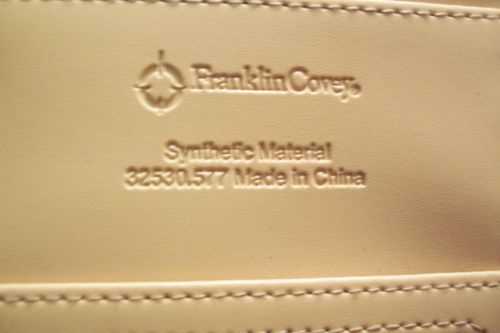 FranklinCovey®
Synthetic Material
32530.577 Made in China